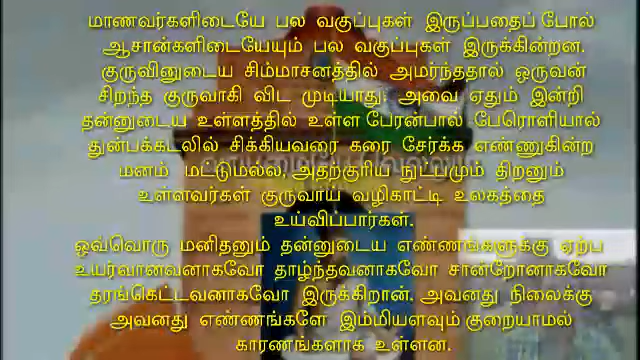 மாணவர்களிடையே பல வகுப்புகள் இருப்பதைப் போல்
ஆசான்களிடையேயும் பல வகுப்புகள் இருக்கின்றன.
குருவினுடைய சிம்மாசனத்தில் அமர்ந்ததால் ஒருவன்
சிறந்த குருவாகி விட முடியாது. அவை ஏதும் இன்றி
தன்னுடைய உள்ளத்தில் உள்ள பேரன்பால் பேரொளியால்
துன்பக்கடலில் சிக்கியவரை கரை சேர்க்க எண்ணுகின்ற
மனம் மட்டுமல்ல, அதற்குரிய நுட்பமும் திறனும்
உள்ளவர்கள் குருவாய் வழிகாட்டி உலகத்தை
உய்விப்பார்கள்.
ஒவ்வொரு மனிதனும் தன்னுடைய எண்ணங்களுக்கு ஏற்ப
உயர்வானவனாகவோ தாழ்ந்தவனாகவோ சான்றோனாகவோ
தரங்கெட்டவனாகவோ இருக்கிறான். அவனது நிலைக்கு
அவனது எண்ணங்களே இம்மியளவும் குறையாமல்
காரணங்களாக உள்ளன.